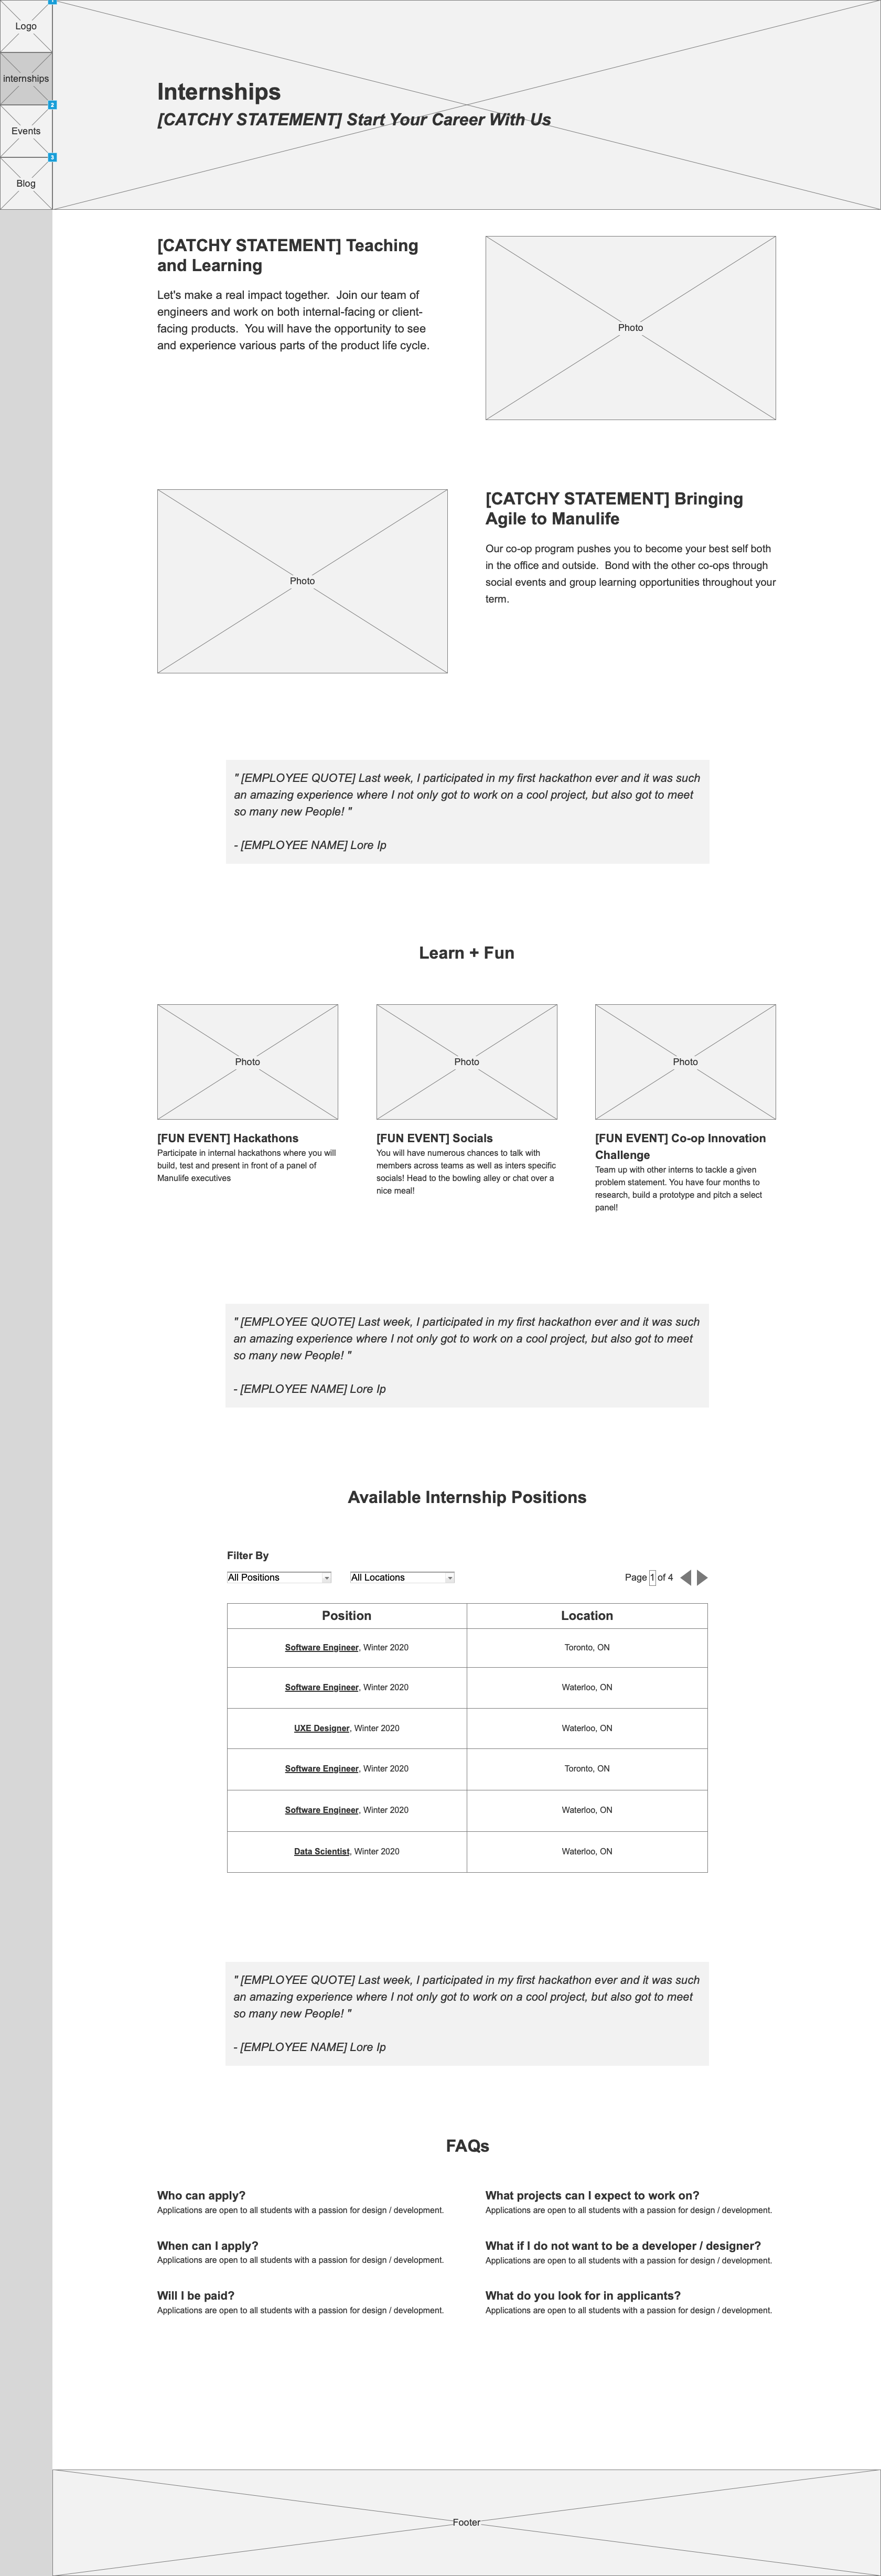 Logo
1
internships
2
Events
3
Blog
Internships
[CATCHY STATEMENT] Start Your Career With Us
[CATCHY STATEMENT] Teaching
and Learning
Let's make a real impact together.  Join our team of
engineers and work on both internal-facing or client-
facing products.  You will have the opportunity to see
and experience various parts of the product life cycle.
Photo
Photo
[CATCHY STATEMENT] Bringing
Agile to Manulife
Our co-op program pushes you to become your best self both
in the office and outside.  Bond with the other co-ops through
social events and group learning opportunities throughout your
term.
" [EMPLOYEE QUOTE] Last week, I participated in my first hackathon ever and it was such
an amazing experience where I not only got to work on a cool project, but also got to meet
so many new People! "
- [EMPLOYEE NAME] Lore Ip
Learn + Fun
Photo
[FUN EVENT] Hackathons
Participate in internal hackathons where you will
build, test and present in front of a panel of
Manulife executives
Photo
[FUN EVENT] Socials
You will have numerous chances to talk with
members across teams as well as inters specific
socials! Head to the bowling alley or chat over a
nice meal!
Photo
[FUN EVENT] Co-op Innovation
Challenge
Team up with other interns to tackle a given
problem statement. You have four months to
research, build a prototype and pitch a select
panel!
" [EMPLOYEE QUOTE] Last week, I participated in my first hackathon ever and it was such
an amazing experience where I not only got to work on a cool project, but also got to meet
so many new People! "
- [EMPLOYEE NAME] Lore Ip
Available Internship Positions
Filter By
All Positions All Locations Page 1 of 4
Position Location
Software Engineer, Winter 2020 Toronto, ON
Software Engineer, Winter 2020 Waterloo, ON
UXE Designer, Winter 2020 Waterloo, ON
Software Engineer, Winter 2020 Toronto, ON
Software Engineer, Winter 2020 Waterloo, ON
Data Scientist, Winter 2020 Waterloo, ON
" [EMPLOYEE QUOTE] Last week, I participated in my first hackathon ever and it was such
an amazing experience where I not only got to work on a cool project, but also got to meet
so many new People! "
- [EMPLOYEE NAME] Lore Ip
FAQs
Who can apply?
Applications are open to all students with a passion for design / development.
When can I apply?
Applications are open to all students with a passion for design / development.
Will I be paid?
Applications are open to all students with a passion for design / development.
What projects can I expect to work on?
Applications are open to all students with a passion for design / development.
What if I do not want to be a developer / designer?
Applications are open to all students with a passion for design / development.
What do you look for in applicants?
Applications are open to all students with a passion for design / development.
Footer